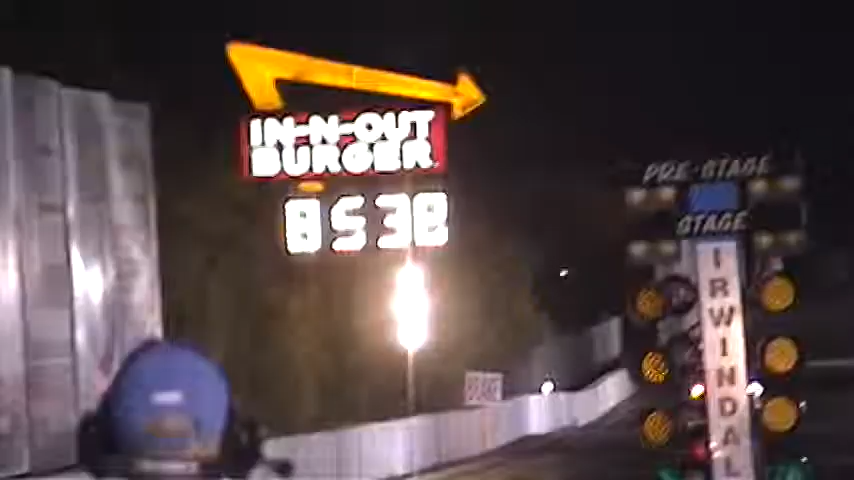 IN-N-OUT
BURGER
8538
PRE-STAGE
STAGE
IRWINDAL